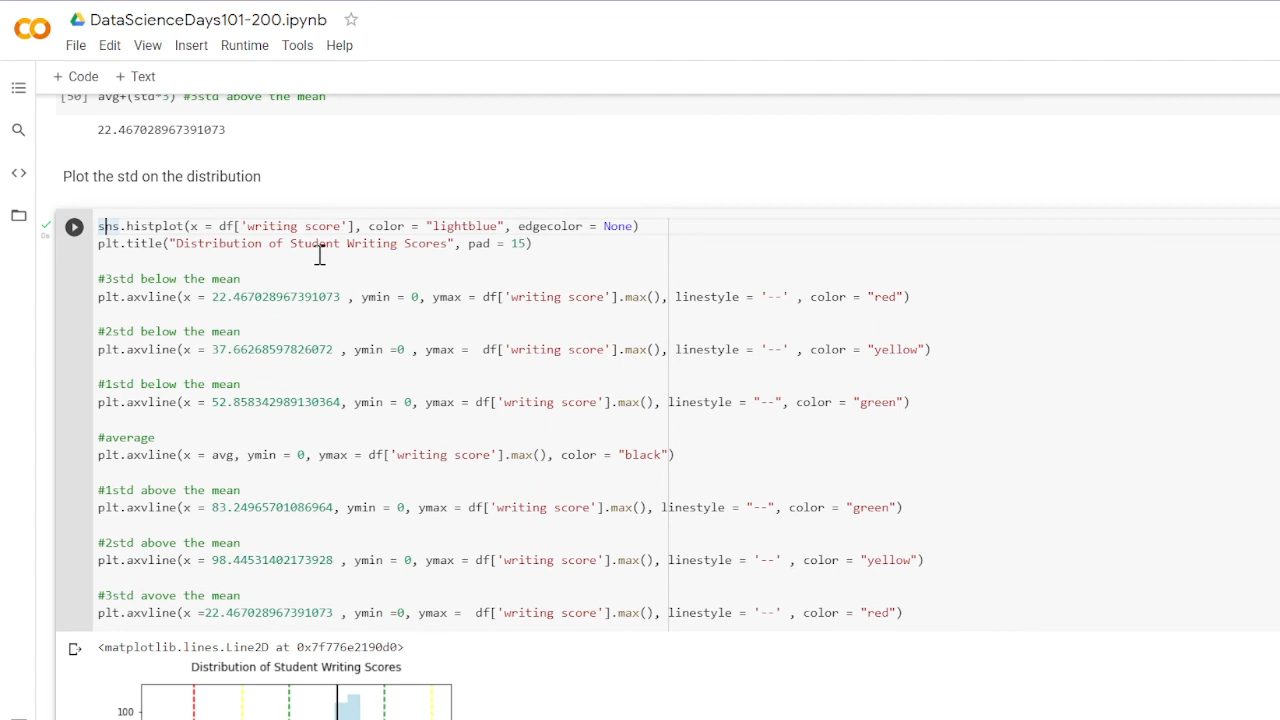 DataScienceDays101-200.ipynb
File Edit View Insert Runtime Tools Help
+ Code + Text
[50] avg+(std*3) #3std above the mean
22.467028967391073
Plot the std on the distribution
sns.histplot(x = df['writing score'], color = "lightblue", edgecolor = None)
plt.title("Distribution of Student Writing Scores", pad = 15)
#3std below the mean
plt.axvline(x = 22.467028967391073 , ymin = 0, ymax = df['writing score'].max(), linestyle = '--' , color = "red")
#2std below the mean
plt.axvline(x = 37.66268597826072 , ymin =0 , ymax =  df['writing score'].max(), linestyle = '--' , color = "yellow")
#1std below the mean
plt.axvline(x = 52.858342989130364, ymin = 0, ymax = df['writing score'].max(), linestyle = "--", color = "green")
#average
plt.axvline(x = avg, ymin = 0, ymax = df['writing score'].max(), color = "black")
#1std above the mean
plt.axvline(x = 83.24965701086964, ymin = 0, ymax = df['writing score'].max(), linestyle = "--", color = "green")
#2std above the mean
plt.axvline(x = 98.44531402173928 , ymin = 0, ymax = df['writing score'].max(), linestyle = '--' , color = "yellow")
#3std avove the mean
plt.axvline(x =22.467028967391073 , ymin =0, ymax =  df['writing score'].max(), linestyle = '--' , color = "red")
<matplotlib.lines.Line2D at 0x7f776e2190d0>
Distribution of Student Writing Scores
100